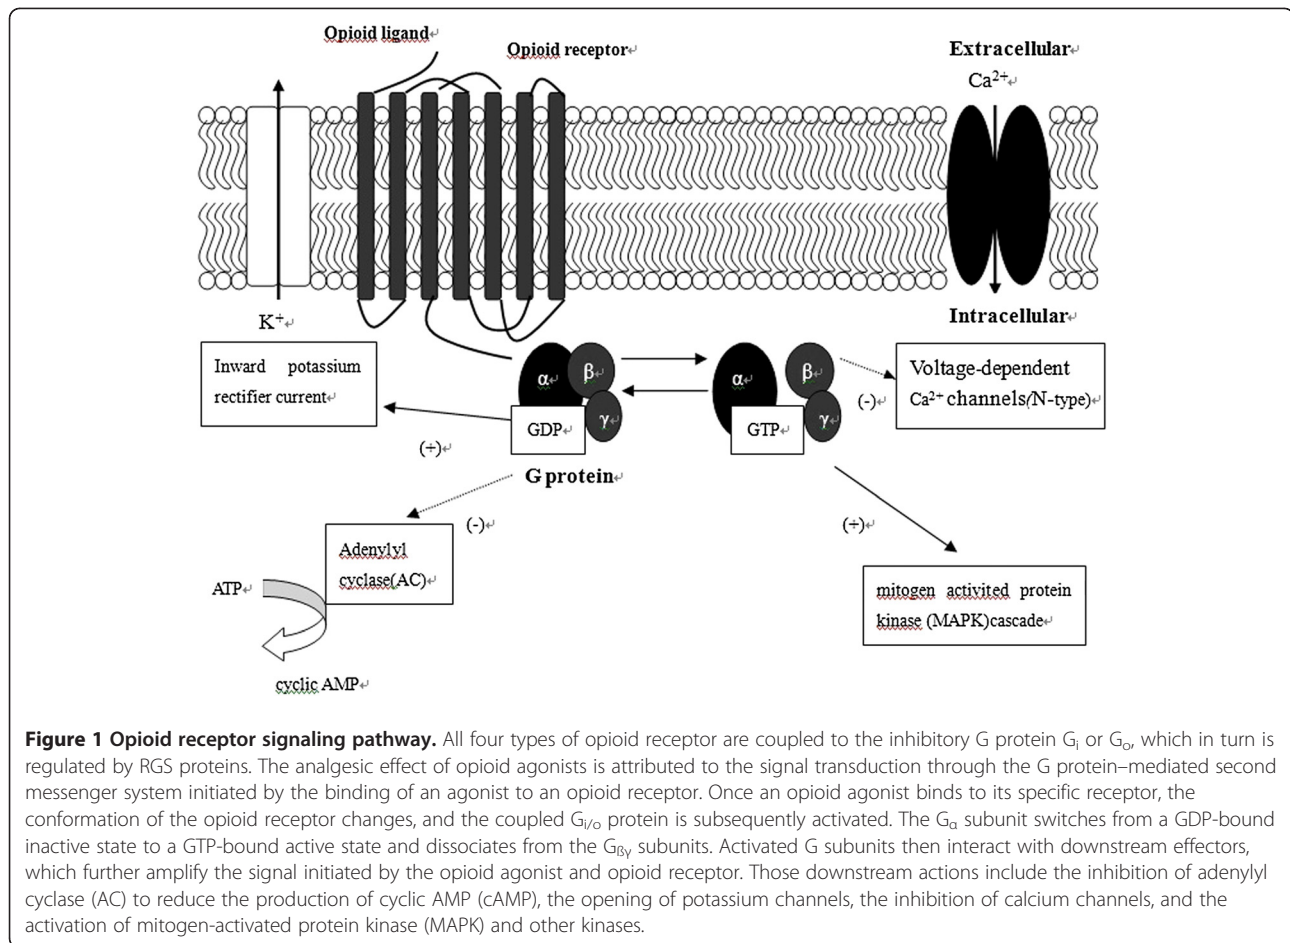 Opioid ligand↵
Opioid receptor↵
Extracellular↵
Ca²⁺↵
K⁺↵
Intracellular↵
Inward potassium
rectifier current↵
α↵
β↵
γ↵
GDP↵
G protein↵
α↵
β↵
γ↵
GTP↵
(-)↵
Voltage-dependent
Ca²⁺ channels(N-type)↵
(+)↵
(-)↵
(+)↵
Adenylyl
cyclase(AC)↵
ATP↵
cyclic AMP↵
mitogen activited protein
kinase (MAPK)cascade↵
Figure 1 Opioid receptor signaling pathway. All four types of opioid receptor are coupled to the inhibitory G protein Gᵢ or Gₒ, which in turn is
regulated by RGS proteins. The analgesic effect of opioid agonists is attributed to the signal transduction through the G protein–mediated second
messenger system initiated by the binding of an agonist to an opioid receptor. Once an opioid agonist binds to its specific receptor, the
conformation of the opioid receptor changes, and the coupled Gᵢ/ₒ protein is subsequently activated. The Gα subunit switches from a GDP-bound
inactive state to a GTP-bound active state and dissociates from the Gßγ subunits. Activated G subunits then interact with downstream effectors,
which further amplify the signal initiated by the opioid agonist and opioid receptor. Those downstream actions include the inhibition of adenylyl
cyclase (AC) to reduce the production of cyclic AMP (cAMP), the opening of potassium channels, the inhibition of calcium channels, and the
activation of mitogen-activated protein kinase (MAPK) and other kinases.